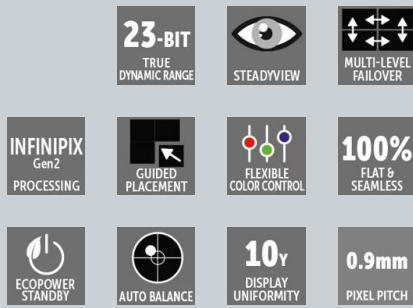 23-BIT
TRUE
DYNAMIC RANGE
STEADYVIEW
MULTI-LEVEL
FAILOVER
INFINIPIX
Gen2
PROCESSING
GUIDED
PLACEMENT
FLEXIBLE
COLOR CONTROL
100%
FLAT &
SEAMLESS
ECOPOWER
STANDBY
AUTO BALANCE
10Y
DISPLAY
UNIFORMITY
0.9mm
PIXEL PITCH